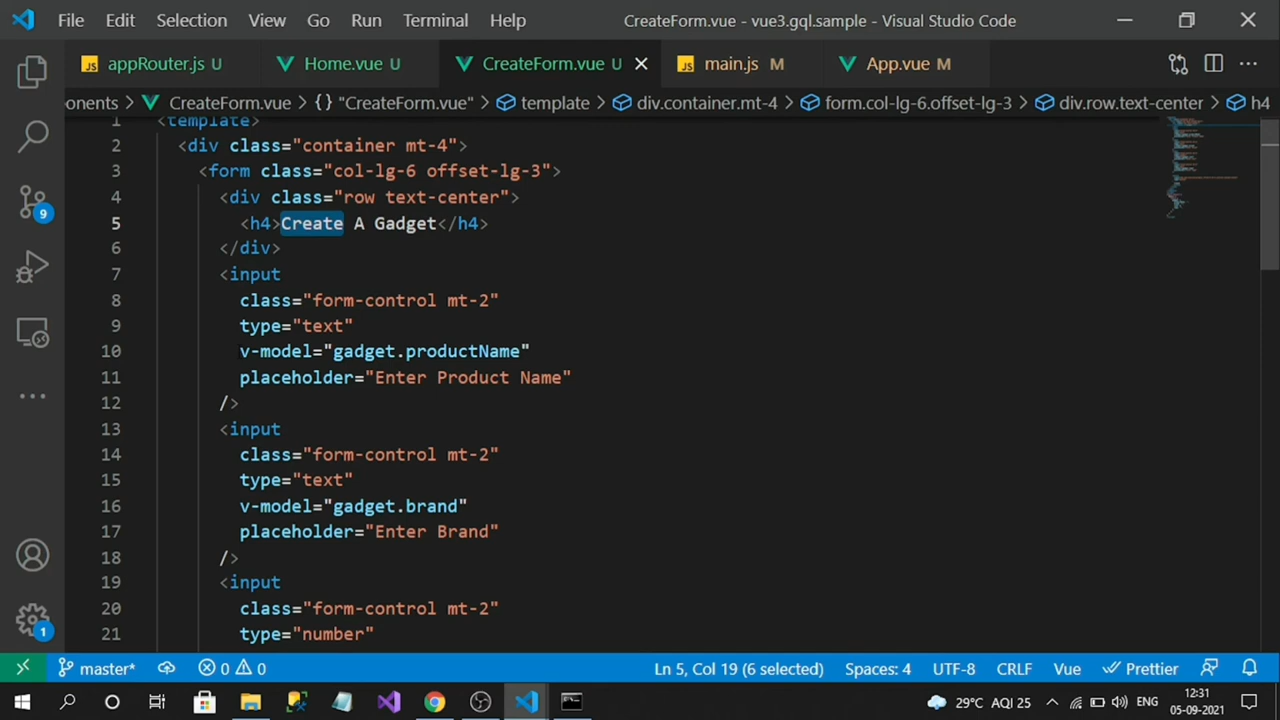 File Edit Selection View Go Run Terminal Help CreateForm.vue - vue3.gql.sample - Visual Studio Code
JS appRouter.js U Home.vue U CreateForm.vue U JS main.js M App.vue M
ponents > CreateForm.vue > {} "CreateForm.vue" > template > div.container.mt-4 > form.col-lg-6.offset-lg-3 > div.row.text-center > h4
1 <template>
2 <div class="container mt-4">
3 <form class="col-lg-6 offset-lg-3">
4 <div class="row text-center">
5 <h4>Create A Gadget</h4>
6 </div>
7 <input
8 class="form-control mt-2"
9 type="text"
10 v-model="gadget.productName"
11 placeholder="Enter Product Name"
12 />
13 <input
14 class="form-control mt-2"
15 type="text"
16 v-model="gadget.brand"
17 placeholder="Enter Brand"
18 />
19 <input
20 class="form-control mt-2"
21 type="number"
9
1
master* 0 0 Ln 5, Col 19 (6 selected) Spaces: 4 UTF-8 CRLF Vue Prettier
29°C AQI 25 ENG 12:31
05-09-2021